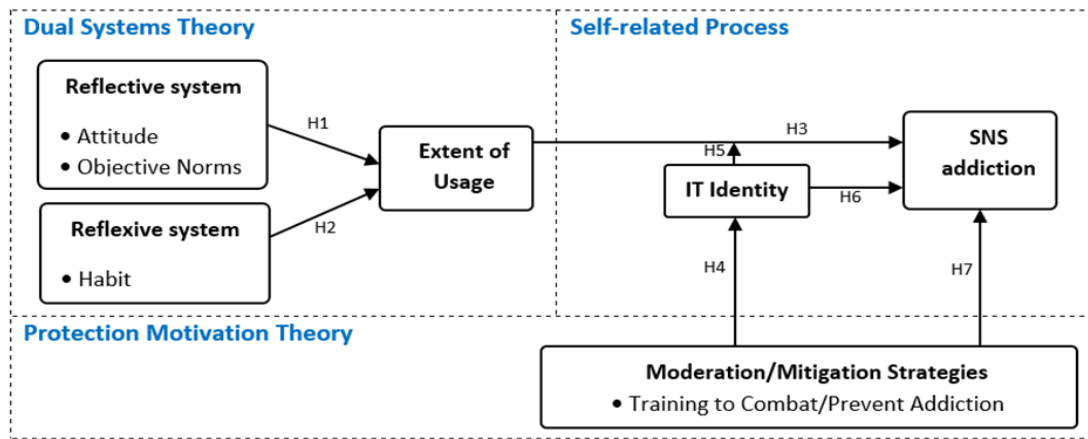 Dual Systems Theory
Self-related Process
Reflective system
• Attitude
• Objective Norms
H1
Extent of
Usage
H3
SNS
addiction
H5
IT Identity
H6
Reflexive system
• Habit
H2
H4
H7
Protection Motivation Theory
Moderation/Mitigation Strategies
• Training to Combat/Prevent Addiction